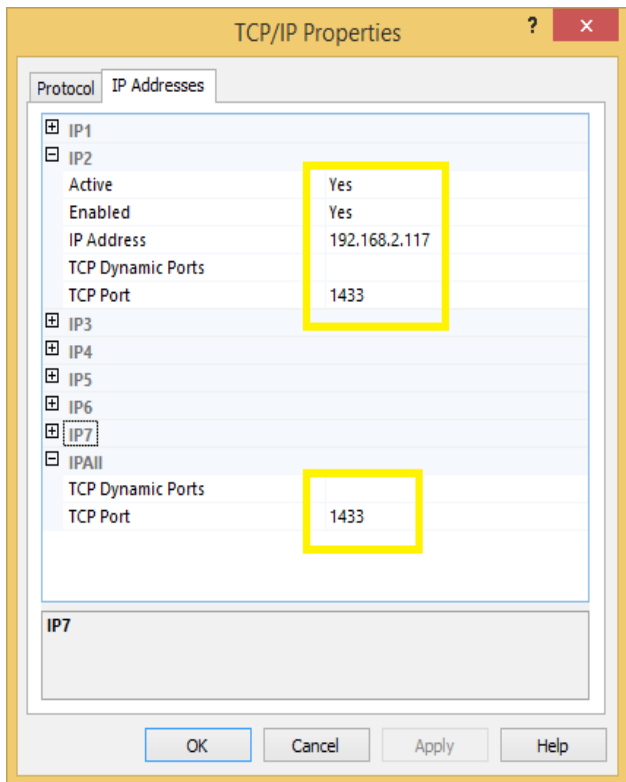 TCP/IP Properties ? ×
Protocol IP Addresses
IP1
IP2
Active Yes
Enabled Yes
IP Address 192.168.2.117
TCP Dynamic Ports
TCP Port 1433
IP3
IP4
IP5
IP6
IP7
IPAll
TCP Dynamic Ports
TCP Port 1433
IP7
OK Cancel Apply Help